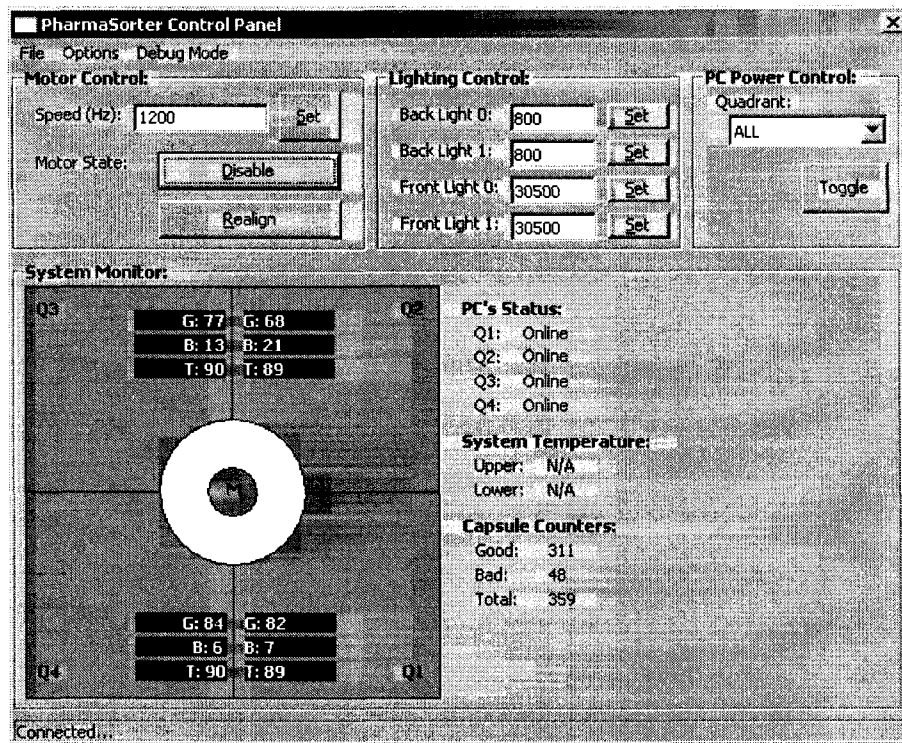 PharmaSorter Control Panel
File Options Debug Mode
Motor Control:
Speed (Hz): 1200 Set
Motor State: Disable
Realign
Lighting Control:
Back Light 0: 800 Set
Back Light 1: 800 Set
Front Light 0: 30500 Set
Front Light 1: 30500 Set
PC Power Control:
Quadrant:
ALL
Toggle
System Monitor:
Q3 Q2
G: 77 G: 68
B: 13 B: 21
T: 90 T: 89
M
G: 84 G: 82
B: 6 B: 7
T: 90 T: 89
Q4 Q1
PC's Status:
Q1: Online
Q2: Online
Q3: Online
Q4: Online
System Temperature:
Upper: N/A
Lower: N/A
Capsule Counters:
Good: 311
Bad: 48
Total: 359
Connected...